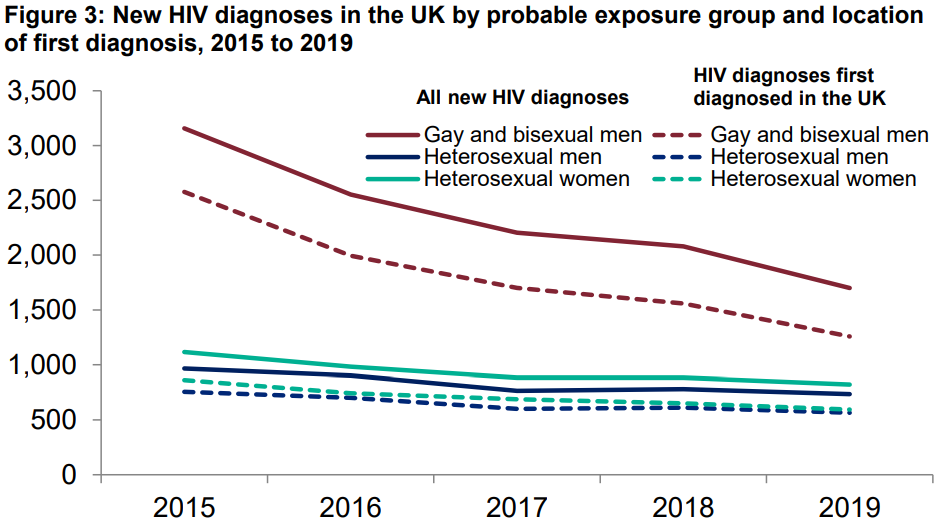 Figure 3: New HIV diagnoses in the UK by probable exposure group and location
of first diagnosis, 2015 to 2019
All new HIV diagnoses
Gay and bisexual men
Heterosexual men
Heterosexual women
HIV diagnoses first
diagnosed in the UK
Gay and bisexual men
Heterosexual men
Heterosexual women
3,500
3,000
2,500
2,000
1,500
1,000
500
0
2015 2016 2017 2018 2019